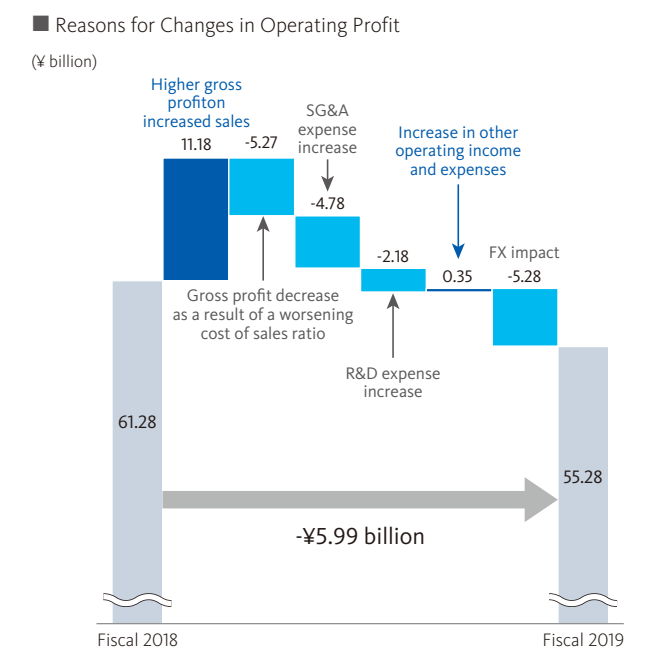 Reasons for Changes in Operating Profit
(¥ billion)
Higher gross
profiton
increased sales
11.18
-5.27
SG&A
expense
increase
-4.78
Increase in other
operating income
and expenses
-2.18
0.35
FX impact
-5.28
Gross profit decrease
as a result of a worsening
cost of sales ratio
R&D expense
increase
61.28
55.28
-¥5.99 billion
Fiscal 2018
Fiscal 2019